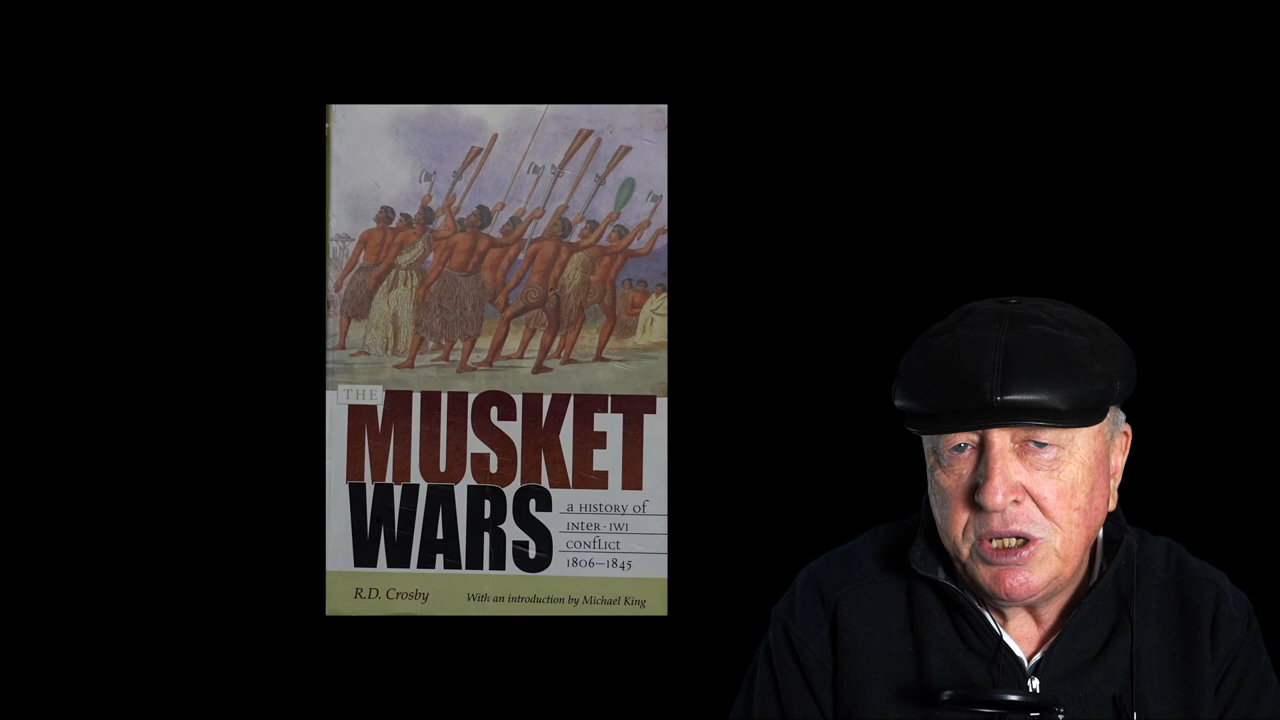 THE
MUSKET
WARS
a HISTORY of
INTER-IWI
CONFLICT
1806–1845
R.D. Crosby
With an introduction by Michael King